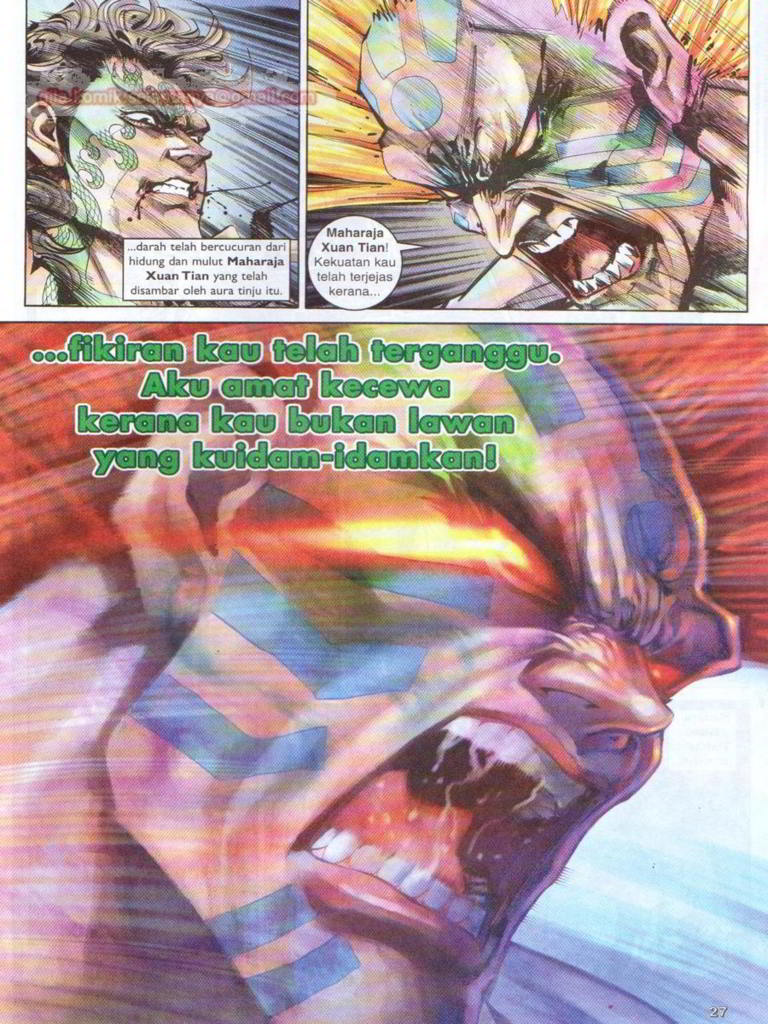 ...darah telah bercucuran dari
hidung dan mulut Maharaja
Xuan Tian yang telah
disambar oleh aura tinju itu.
Maharaja
Xuan Tian!
Kekuatan kau
telah terjejas
kerana...
...fikiran kau telah terganggu.
Aku amat kecewa
kerana kau bukan lawan
yang kuidam-idamkan!
27